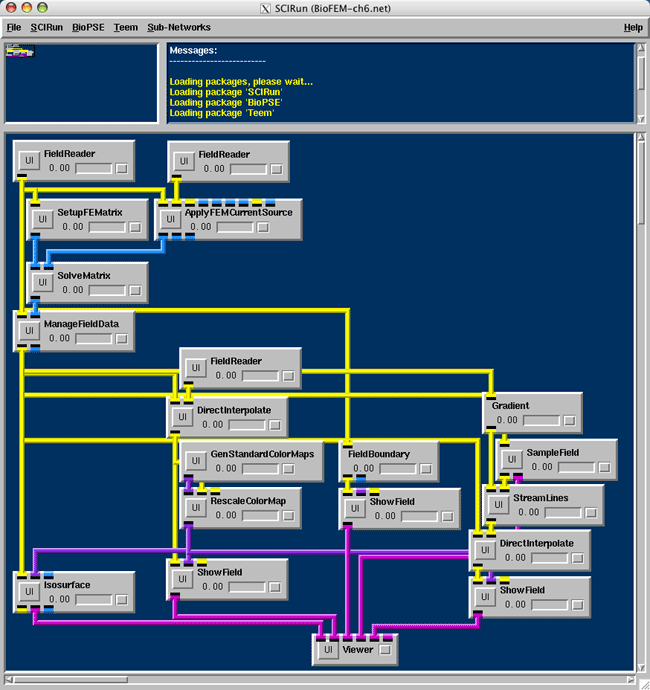 SCIRun (BioFEM-ch6.net)
File SCIRun BioPSE Teem Sub-Networks Help
Messages:
--------------------------
Loading packages, please wait...
Loading package 'SCIRun'
Loading package 'BioPSE'
Loading package 'Teem'
UI FieldReader 0.00
UI FieldReader 0.00
UI SetupFEMatrix 0.00
UI ApplyFEMCurrentSource 0.00
UI SolveMatrix 0.00
UI ManageFieldData 0.00
UI FieldReader 0.00
UI DirectInterpolate 0.00
Gradient 0.00
UI GenStandardColorMaps 0.00
FieldBoundary 0.00
UI SampleField 0.00
UI RescaleColorMap 0.00
UI ShowField 0.00
UI StreamLines 0.00
UI DirectInterpolate 0.00
UI Isosurface 0.00
UI ShowField 0.00
UI ShowField 0.00
UI Viewer